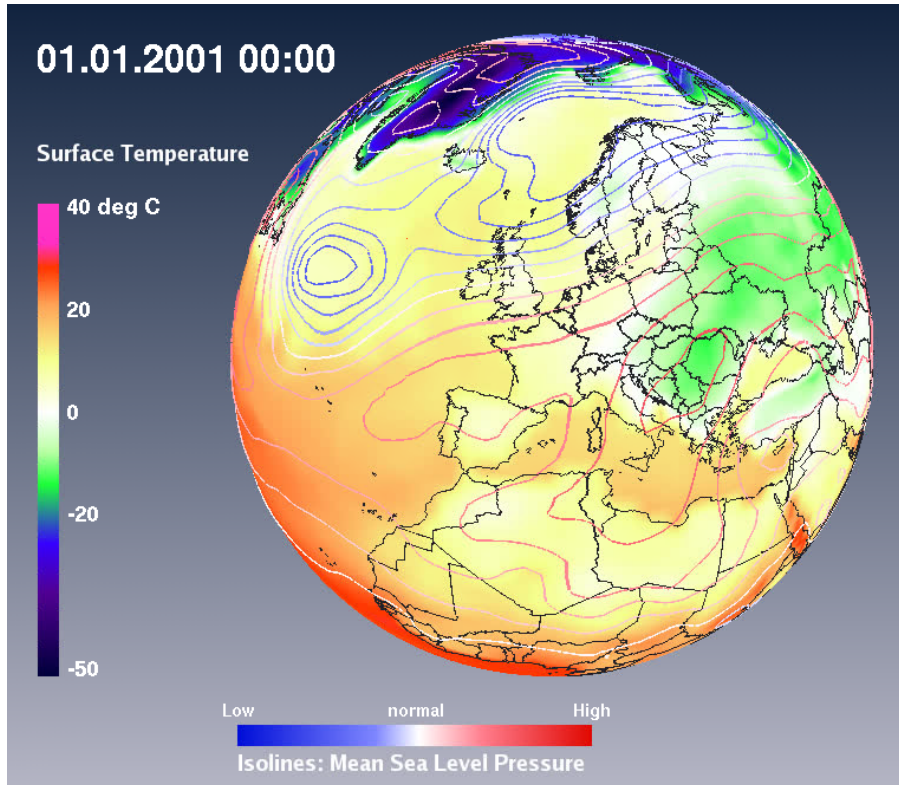 01.01.2001 00:00
Surface Temperature
40 deg C
20
0
-20
-50
Low normal High
Isolines: Mean Sea Level Pressure